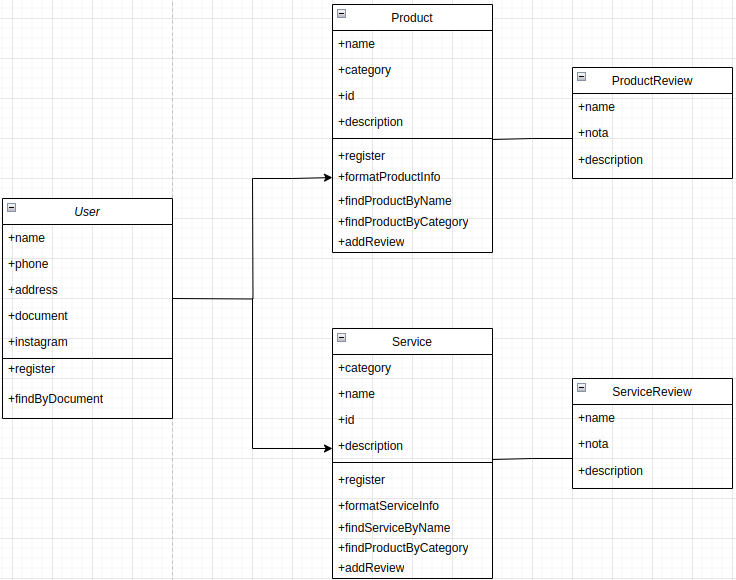 Product
+name
+category
+id
+description
+register
+formatProductInfo
+findProductByName
+findProductByCategory
+addReview
ProductReview
+name
+nota
+description
User
+name
+phone
+address
+document
+instagram
+register
+findByDocument
Service
+category
+name
+id
+description
+register
+formatServiceInfo
+findServiceByName
+findProductByCategory
+addReview
ServiceReview
+name
+nota
+description